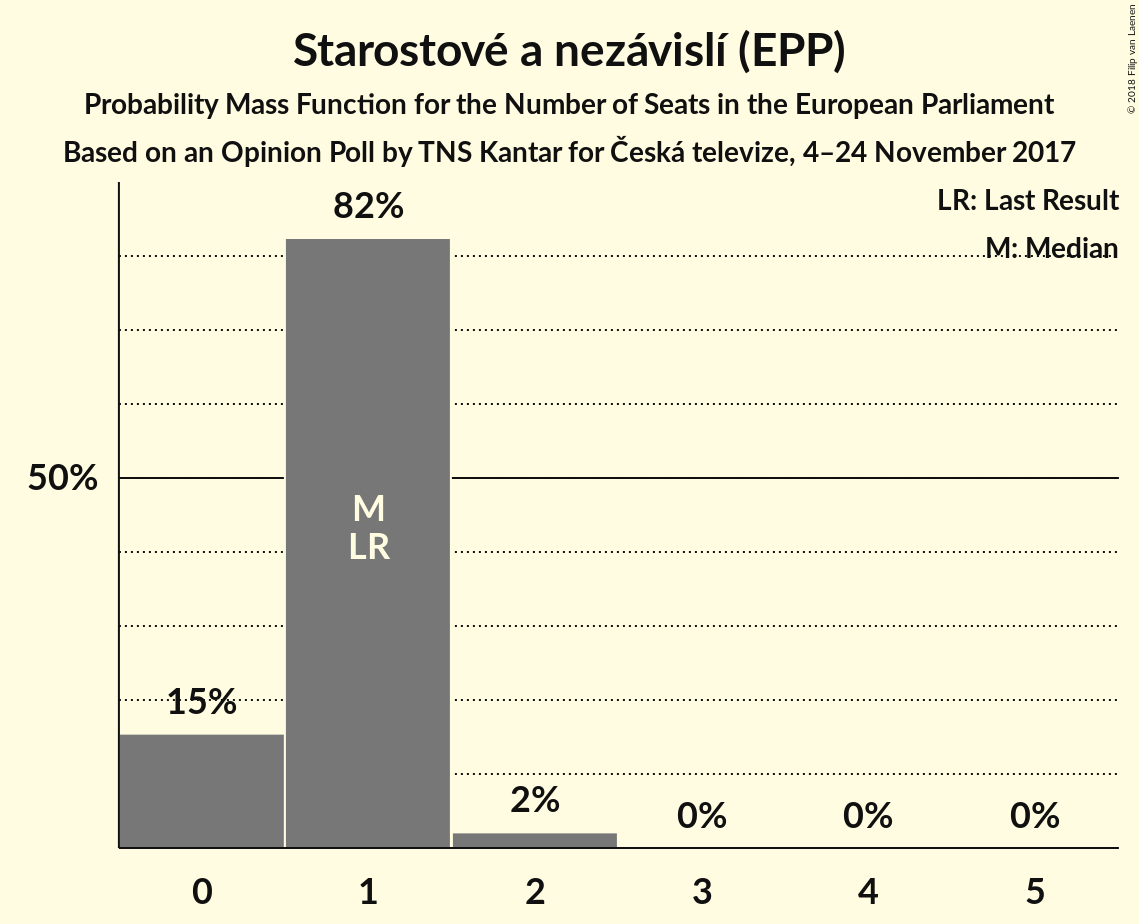 Starostové a nezávislí (EPP)
Probability Mass Function for the Number of Seats in the European Parliament
Based on an Opinion Poll by TNS Kantar for Česká televize, 4–24 November 2017
© 2018 Filip van Laenen
LR: Last Result
M: Median
82%
50%
M
LR
15%
2%
0%
0%
0%
0
1
2
3
4
5